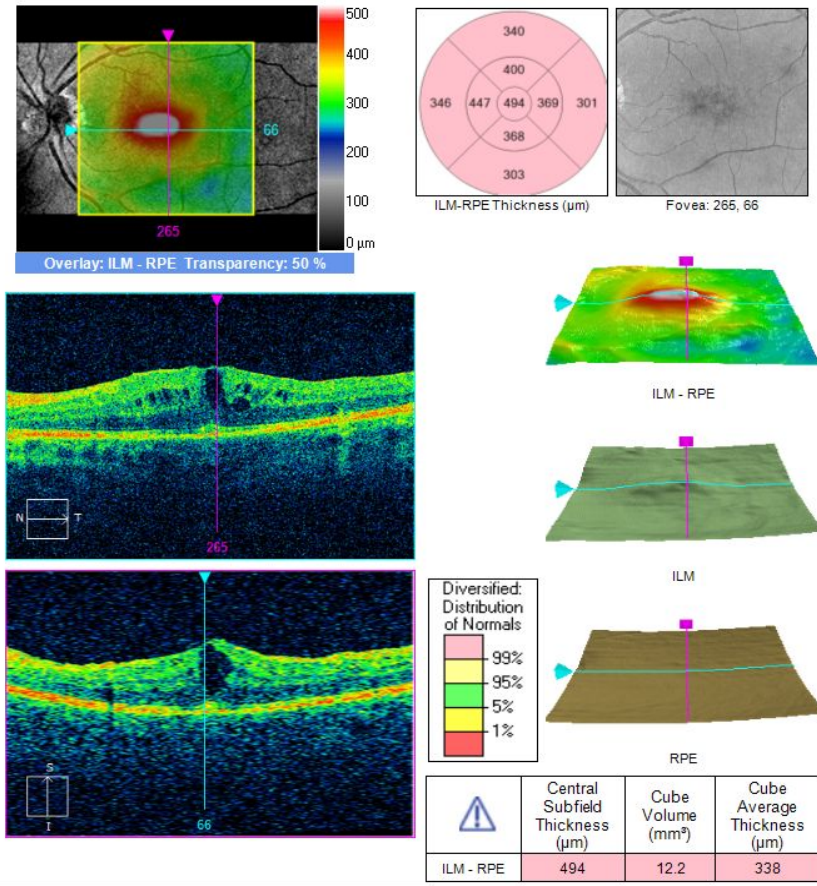 500
400
300
200
100
0 µm
66
265
Overlay: ILM - RPE Transparency: 50 %
340
400
346 447 494 369 301
368
303
ILM-RPE Thickness (µm)
Fovea: 265, 66
ILM - RPE
N T
265
ILM
S
I
66
Diversified:
Distribution
of Normals
99%
95%
5%
1%
RPE
Central Subfield Thickness (µm)
Cube Volume (mm³)
Cube Average Thickness (µm)
ILM - RPE 494 12.2 338